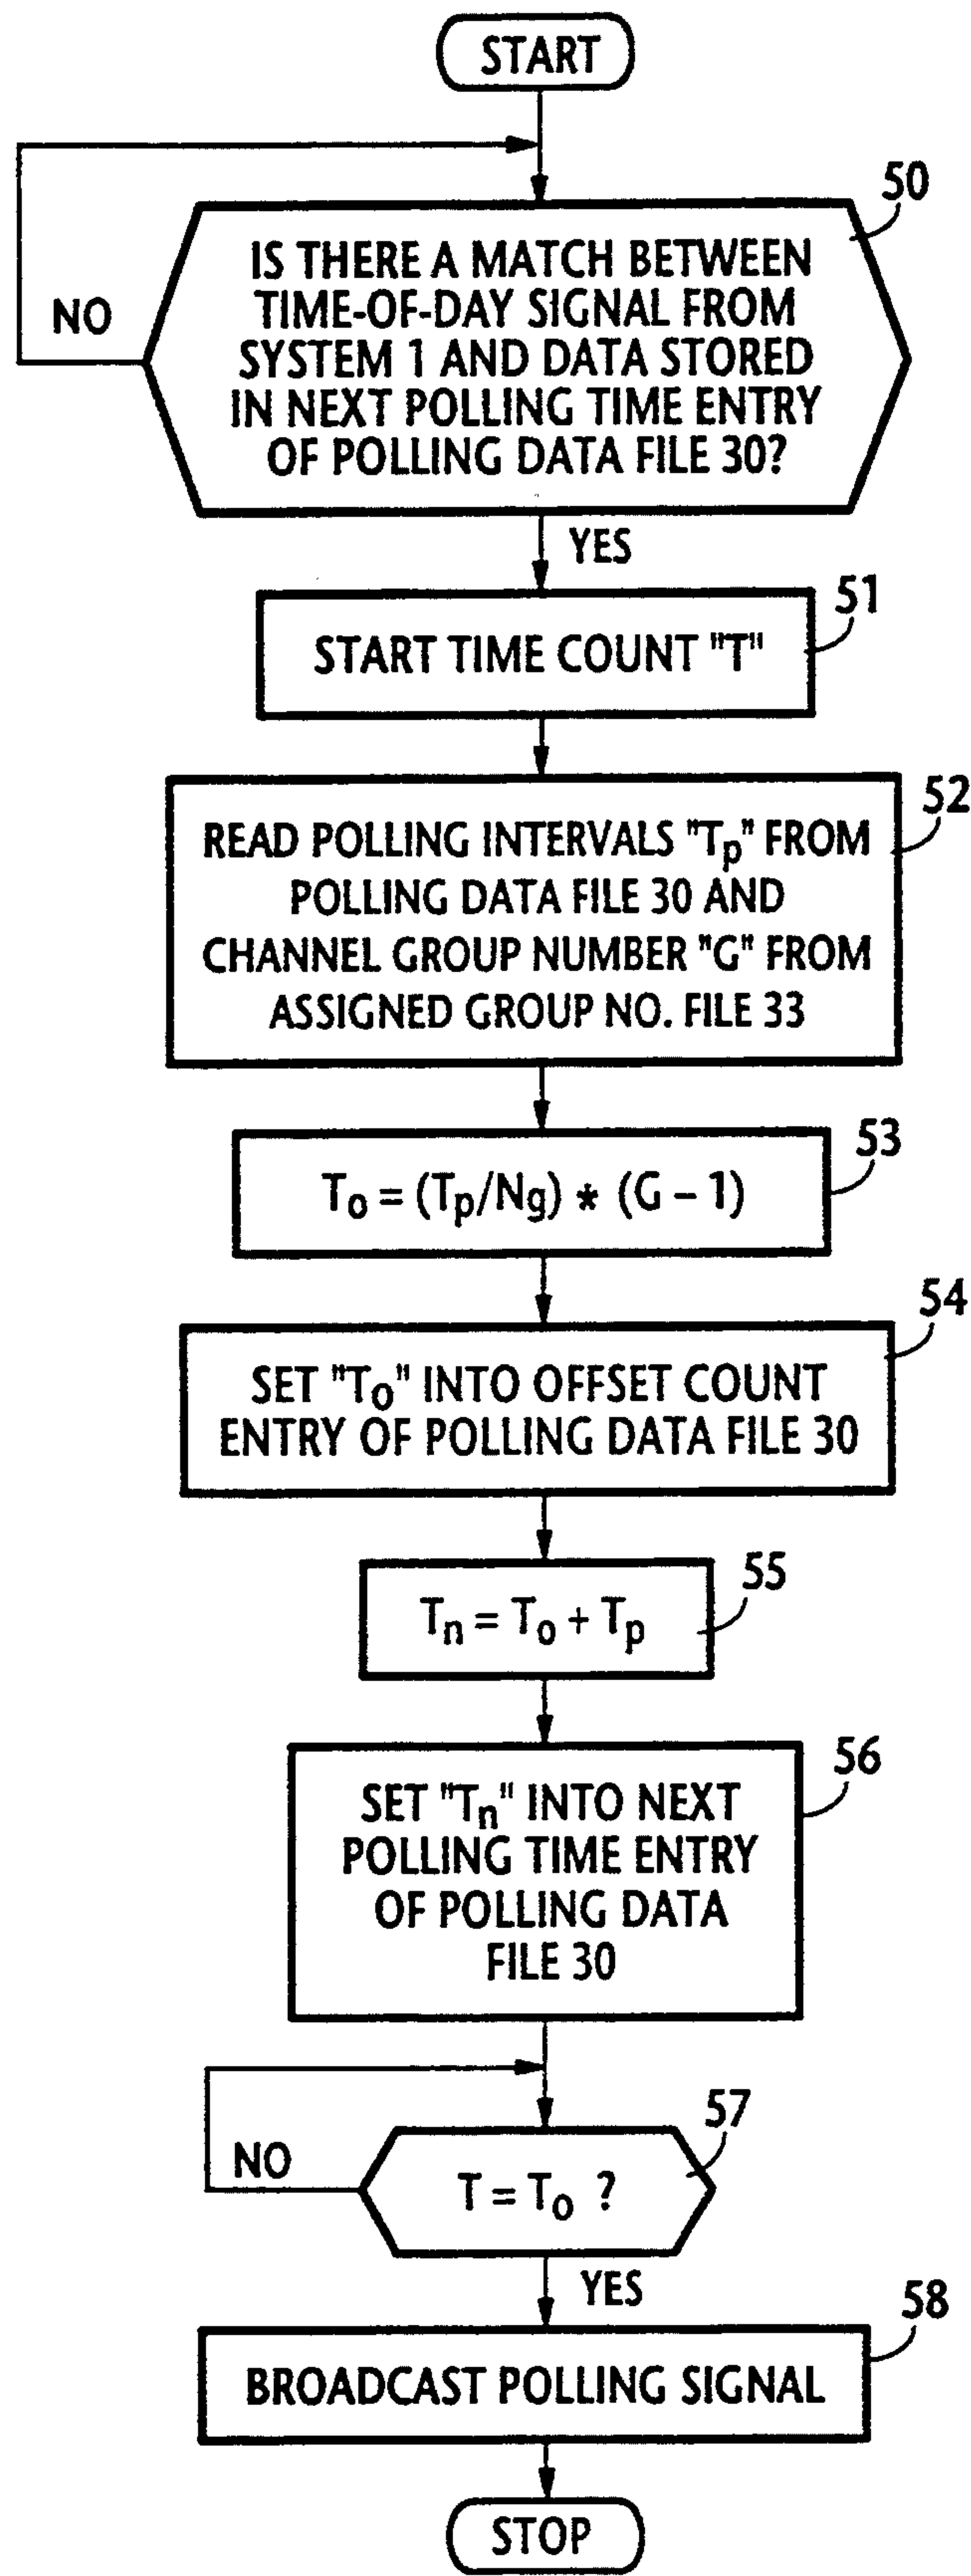 START
50
IS THERE A MATCH BETWEEN
TIME-OF-DAY SIGNAL FROM
SYSTEM 1 AND DATA STORED
IN NEXT POLLING TIME ENTRY
OF POLLING DATA FILE 30?
NO
YES
51
START TIME COUNT "T"
52
READ POLLING INTERVALS "Tp" FROM
POLLING DATA FILE 30 AND
CHANNEL GROUP NUMBER "G" FROM
ASSIGNED GROUP NO. FILE 33
53
To = (Tp/Ng) * (G – 1)
54
SET "To" INTO OFFSET COUNT
ENTRY OF POLLING DATA FILE 30
55
Tn = To + Tp
56
SET "Tn" INTO NEXT
POLLING TIME ENTRY
OF POLLING DATA
FILE 30
57
T = To ?
NO
YES
58
BROADCAST POLLING SIGNAL
STOP